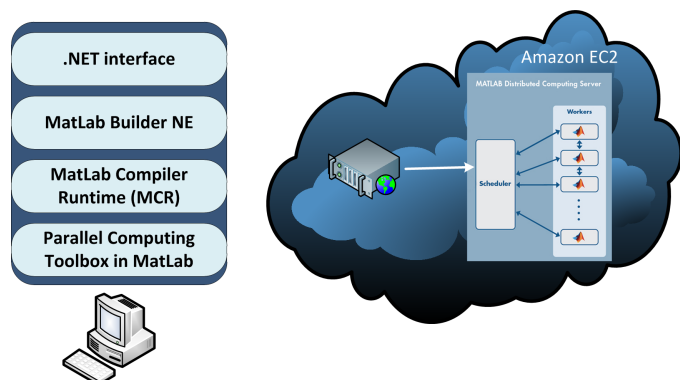 .NET interface
MatLab Builder NE
MatLab Compiler
Runtime (MCR)
Parallel Computing
Toolbox in MatLab
Amazon EC2
MATLAB Distributed Computing Server
Workers
Scheduler